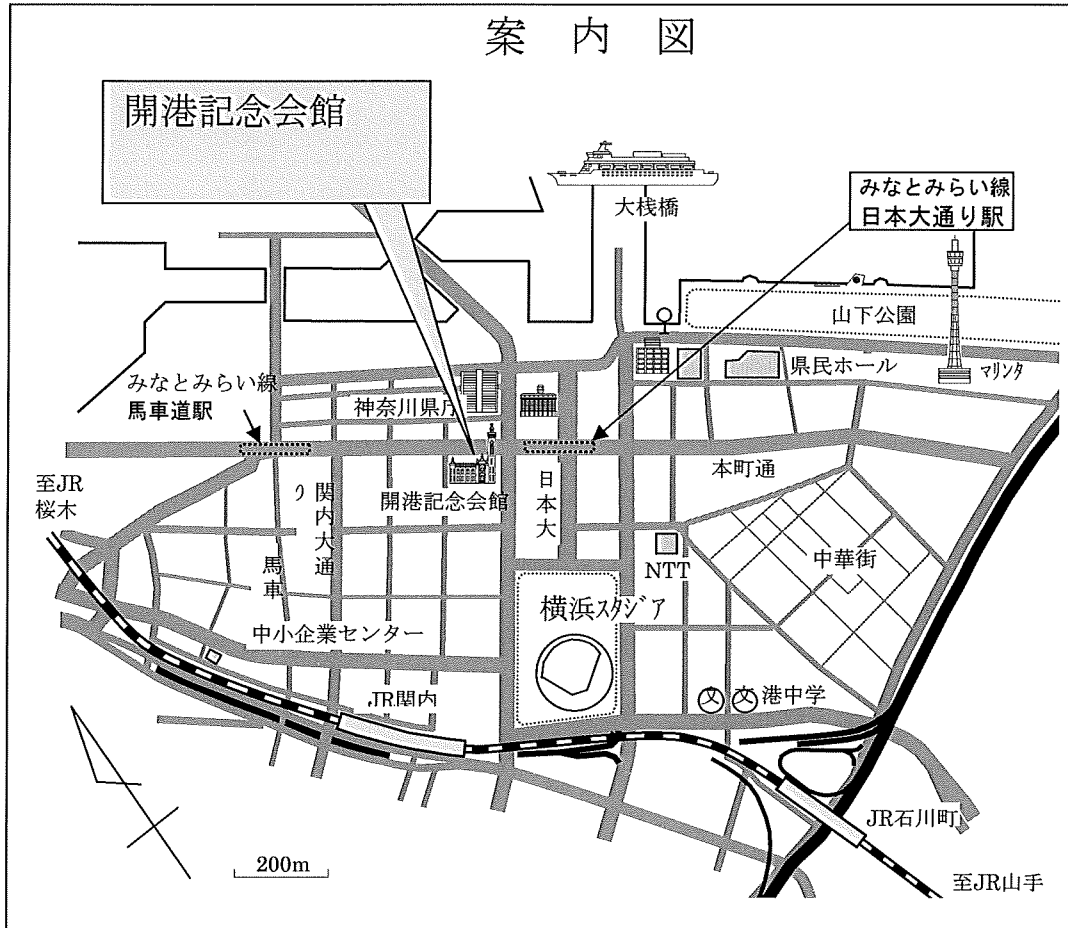 案内図
開港記念会館
大桟橋
みなとみらい線
日本大通り駅
山下公園
県民ホール
マリンタ
みなとみらい線
馬車道駅
神奈川県庁
本町通
至JR
桜木
関内大通
り
開港記念会館
日本大
馬車
NTT
中華街
横浜スタジア
中小企業センター
JR関内
文
文
港中学
JR石川町
200m
至JR山手